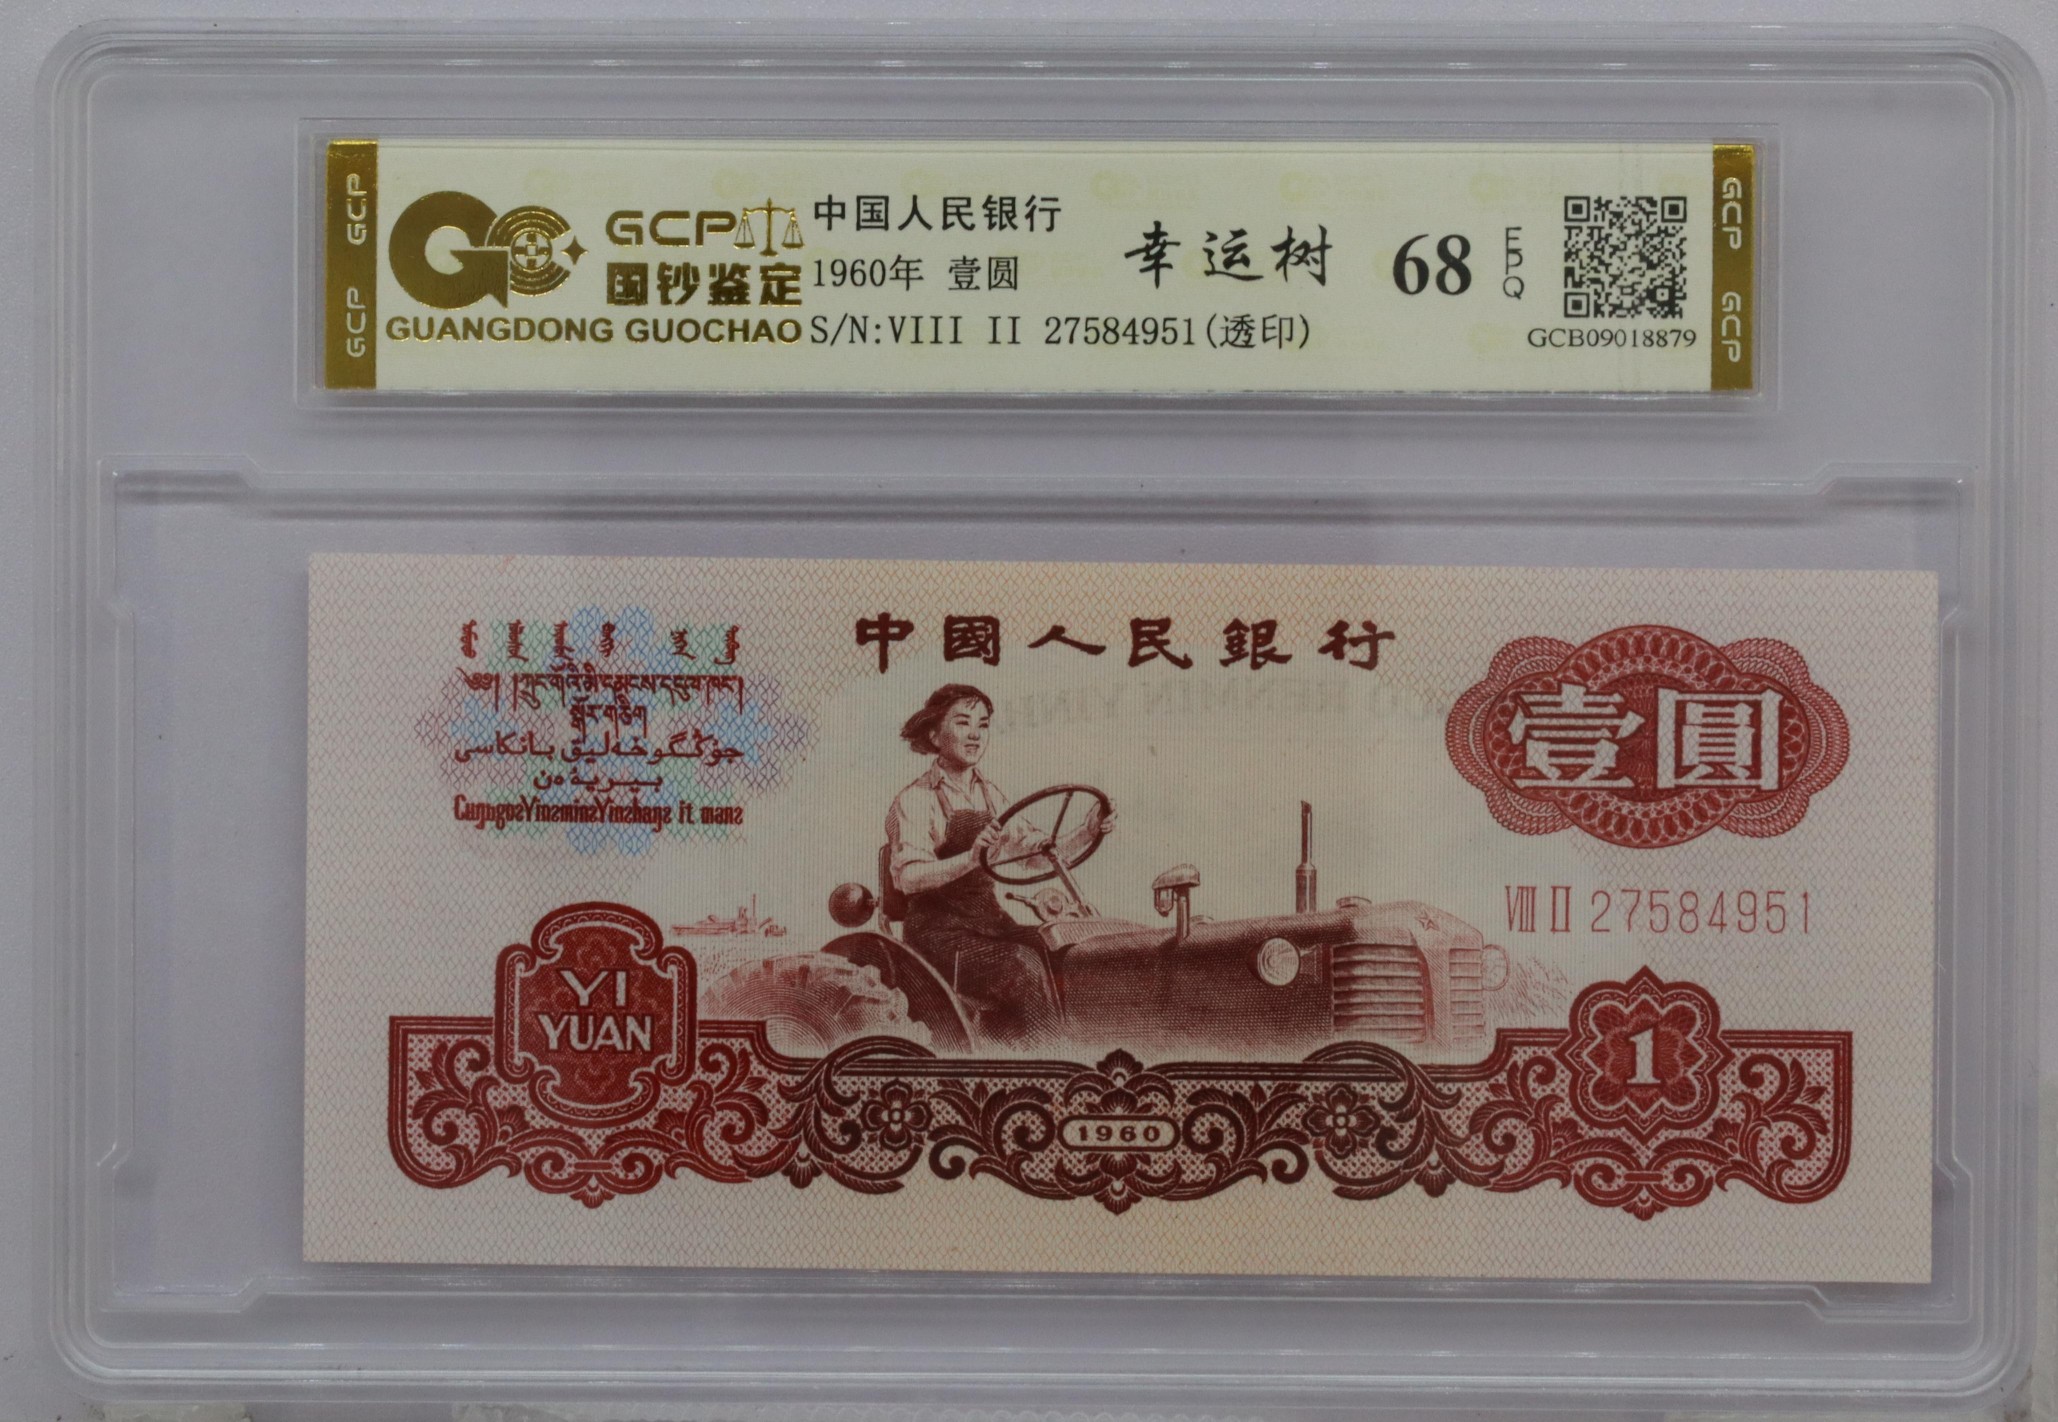 GCP GCP
GCP
国钞鉴定
GUANGDONG GUOCHAO
中国人民银行
1960年 壹圆
S/N:VIII II 27584951(透印)
幸运树
68
EPQ
GCB09018879
GCP GCP
中國人民銀行
壹圓
VIII II 27584951
YI
YUAN
1960
1